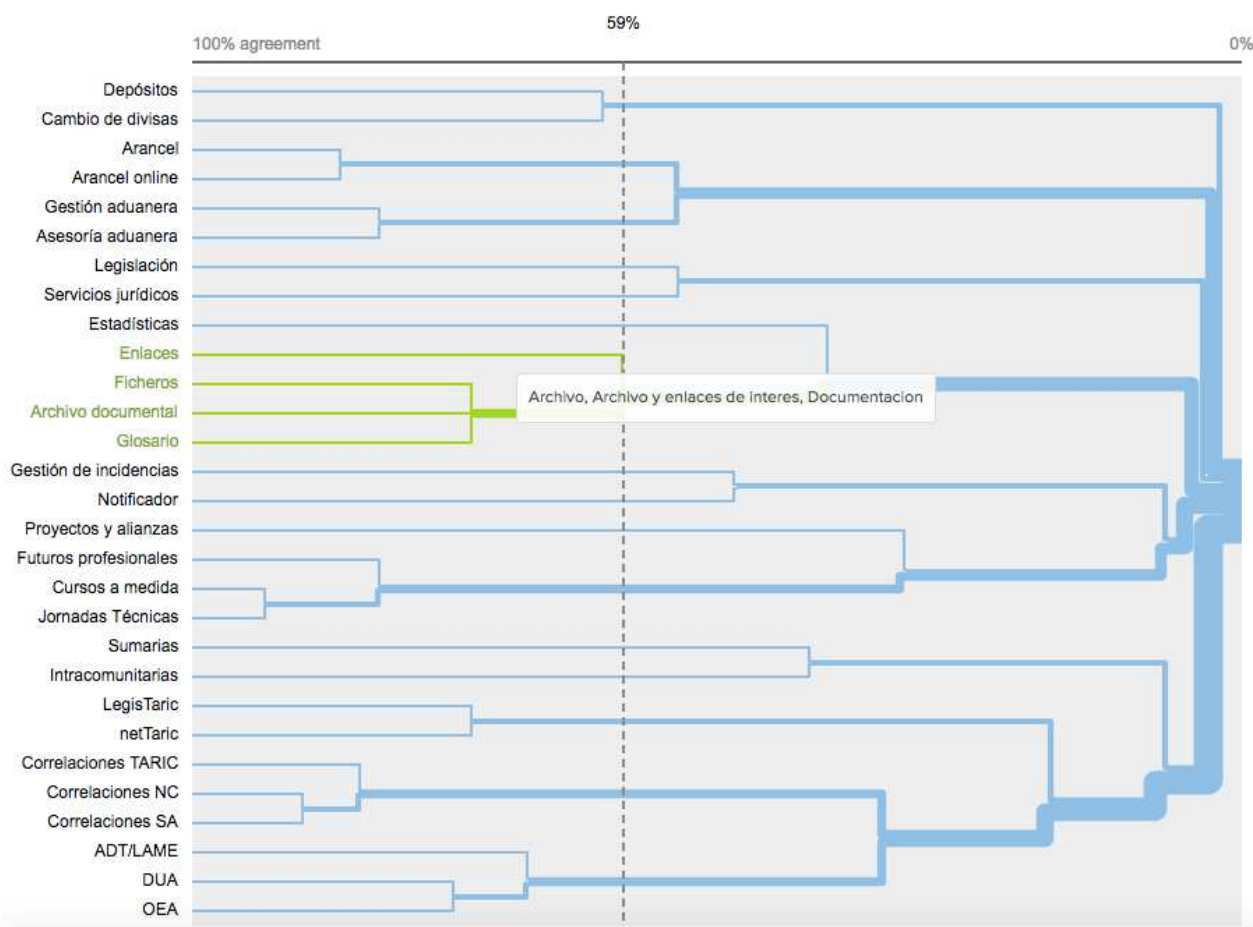 59%
100% agreement
0%
Depósitos
Cambio de divisas
Arancel
Arancel online
Gestión aduanera
Asesoría aduanera
Legislación
Servicios jurídicos
Estadísticas
Enlaces
Ficheros
Archivo, Archivo y enlaces de interes, Documentacion
Archivo documental
Glosario
Gestión de incidencias
Notificador
Proyectos y alianzas
Futuros profesionales
Cursos a medida
Jornadas Técnicas
Sumarias
Intracomunitarias
LegisTaric
netTaric
Correlaciones TARIC
Correlaciones NC
Correlaciones SA
ADT/LAME
DUA
OEA